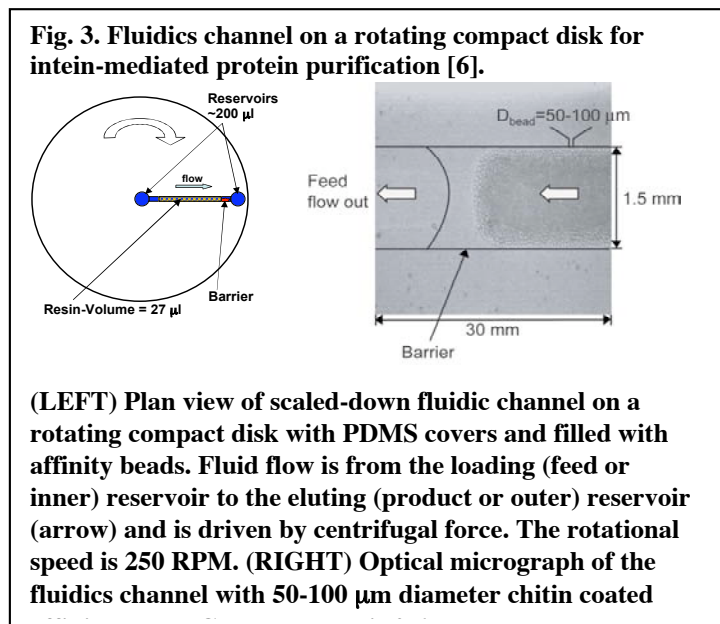 Fig. 3. Fluidics channel on a rotating compact disk for
intein-mediated protein purification [6].
Reservoirs
~200 μl
flow
Barrier
Resin-Volume = 27 μl
D_bead=50-100 μm
Feed
flow out
1.5 mm
30 mm
Barrier
(LEFT) Plan view of scaled-down fluidic channel on a
rotating compact disk with PDMS covers and filled with
affinity beads. Fluid flow is from the loading (feed or
inner) reservoir to the eluting (product or outer) reservoir
(arrow) and is driven by centrifugal force. The rotational
speed is 250 RPM. (RIGHT) Optical micrograph of the
fluidics channel with 50-100 μm diameter chitin coated